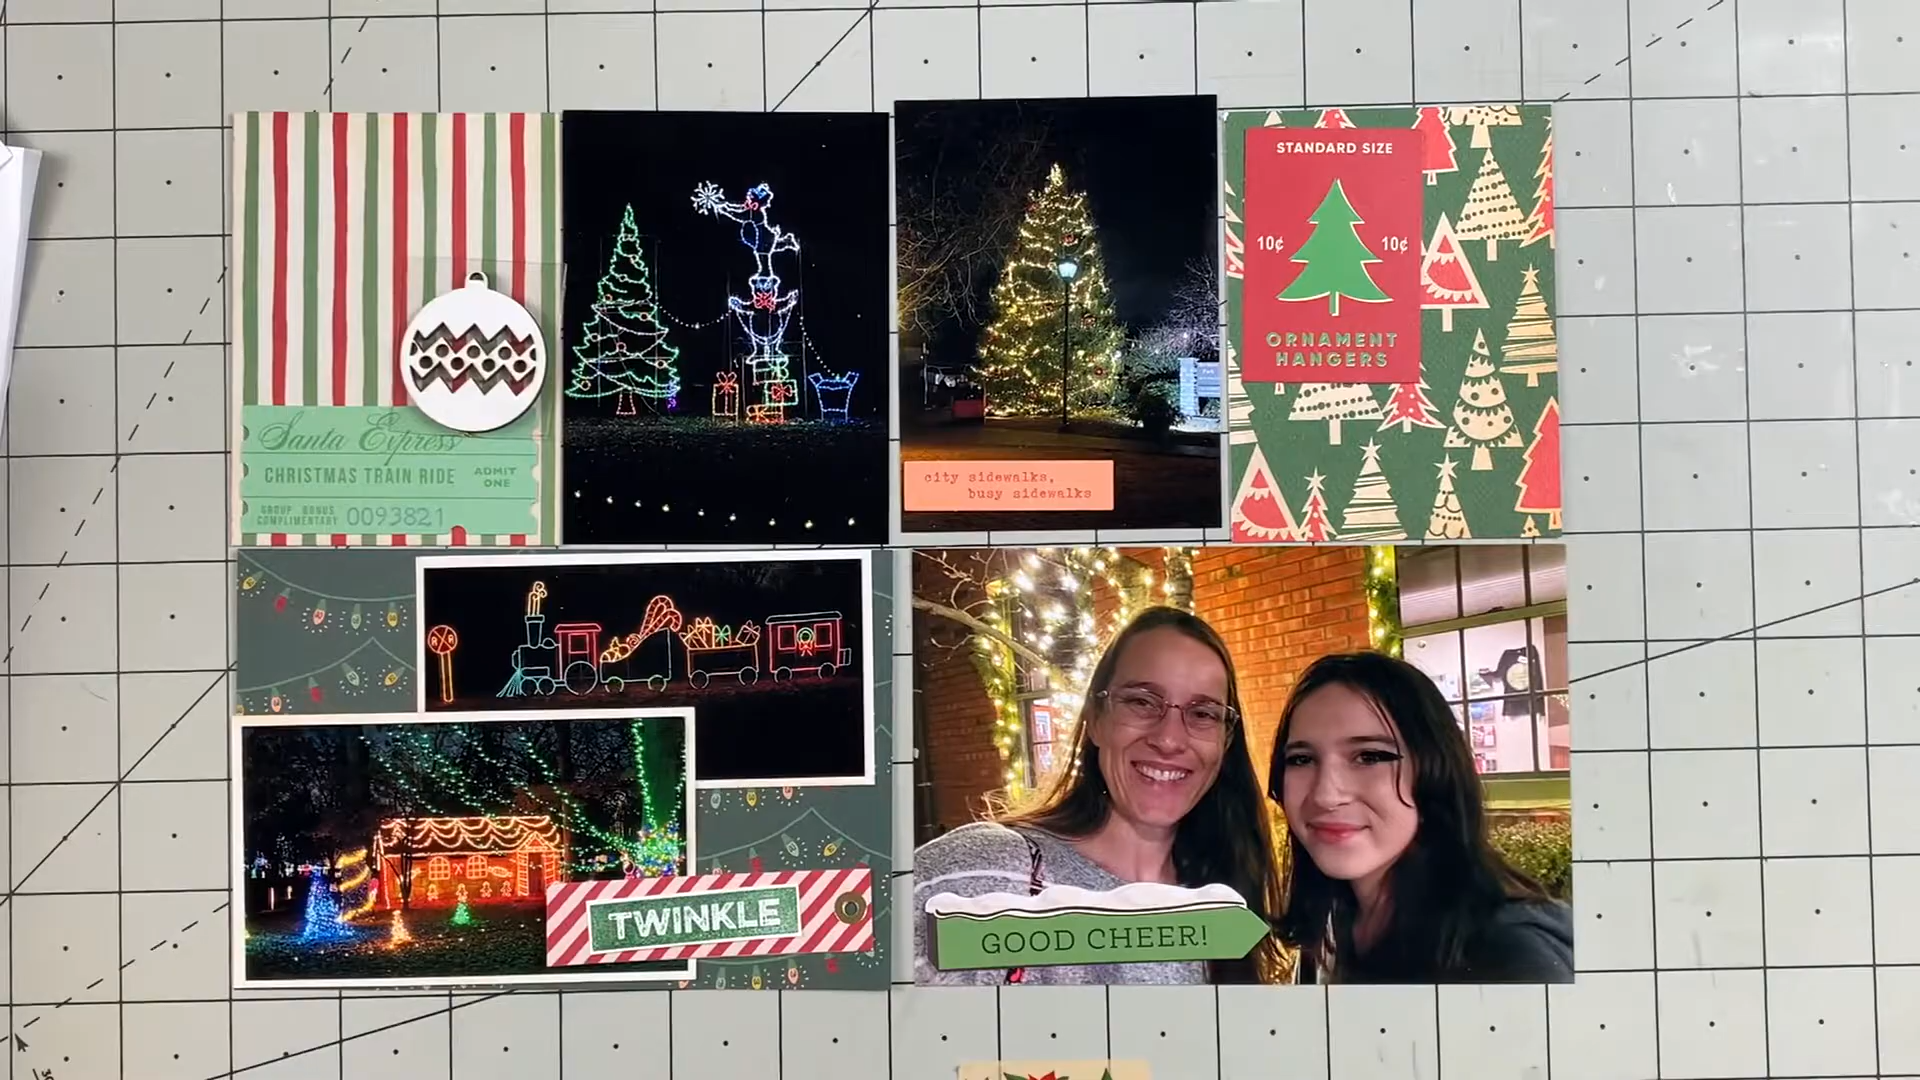 Santa Express
CHRISTMAS TRAIN RIDE
ADMIT
ONE
GROUP BONUS
COMPLIMENTARY
0093821
city sidewalks,
busy sidewalks
STANDARD SIZE
10¢ 10¢
ORNAMENT
HANGERS
R R
TWINKLE
GOOD CHEER!